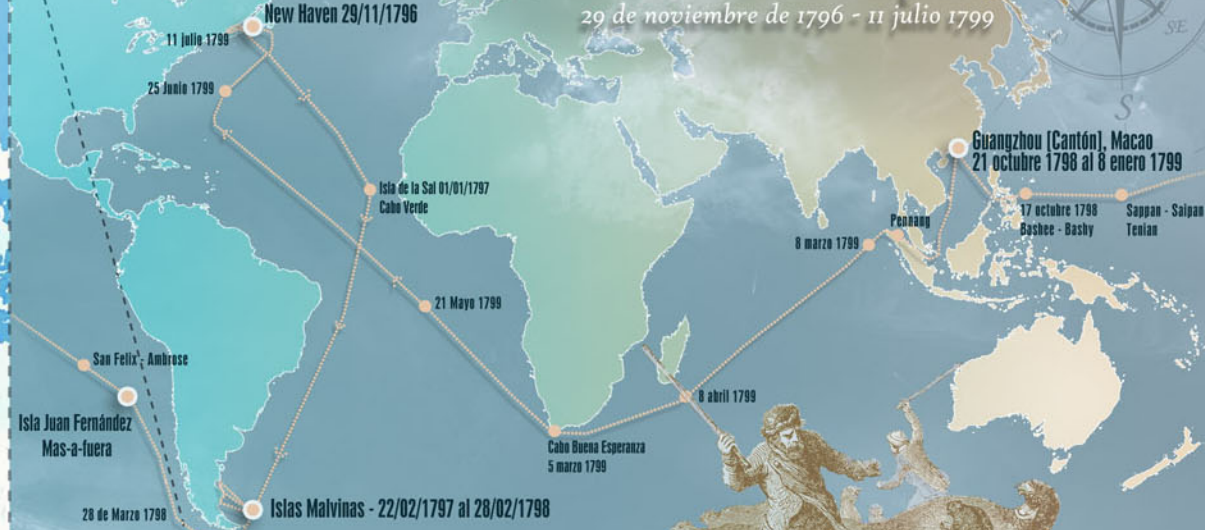 29 de noviembre de 1796 - 11 julio 1799
New Haven 29/11/1796
11 julio 1799
25 Junio 1799
SE
S
Guangzhou [Cantón], Macao
21 octubre 1798 al 8 enero 1799
Isla de la Sal 01/01/1797
Cabo Verde
17 octubre 1798
Bashee - Bashy
Sappan - Saipan
Tenian
Pennang
8 marzo 1799
21 Mayo 1799
San Felix - Ambrose
Isla Juan Fernández
Mas-a-fuera
8 abril 1799
Cabo Buena Esperanza
5 marzo 1799
28 de Marzo 1798
Islas Malvinas - 22/02/1797 al 28/02/1798